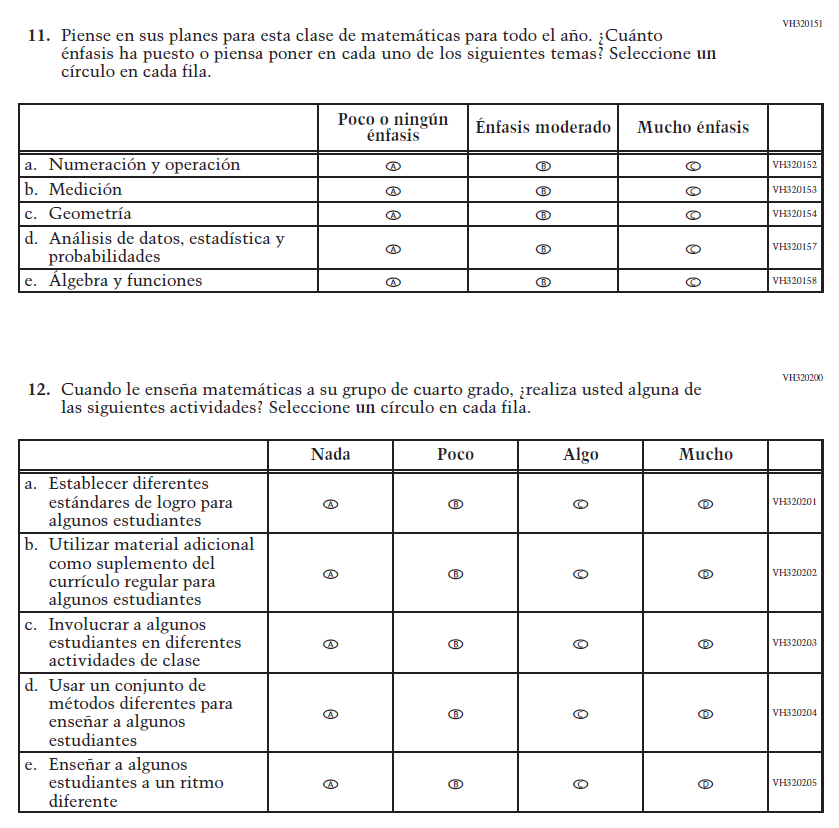 VH320151
11. Piense en sus planes para esta clase de matemáticas para todo el año. ¿Cuánto
énfasis ha puesto o piensa poner en cada uno de los siguientes temas? Seleccione un
círculo en cada fila.
Poco o ningún
énfasis
Énfasis moderado
Mucho énfasis
a. Numeración y operación A B C VH320152
b. Medición A B C VH320153
c. Geometría A B C VH320154
d. Análisis de datos, estadística y
probabilidades A B C VH320157
e. Álgebra y funciones A B C VH320158
VH320200
12. Cuando le enseña matemáticas a su grupo de cuarto grado, ¿realiza usted alguna de
las siguientes actividades? Seleccione un círculo en cada fila.
Nada Poco Algo Mucho
a. Establecer diferentes
estándares de logro para A B C D VH320201
algunos estudiantes
b. Utilizar material adicional
como suplemento del
currículo regular para A B C D VH320202
algunos estudiantes
c. Involucrar a algunos
estudiantes en diferentes A B C D VH320203
actividades de clase
d. Usar un conjunto de
métodos diferentes para
enseñar a algunos A B C D VH320204
estudiantes
e. Enseñar a algunos
estudiantes a un ritmo A B C D VH320205
diferente